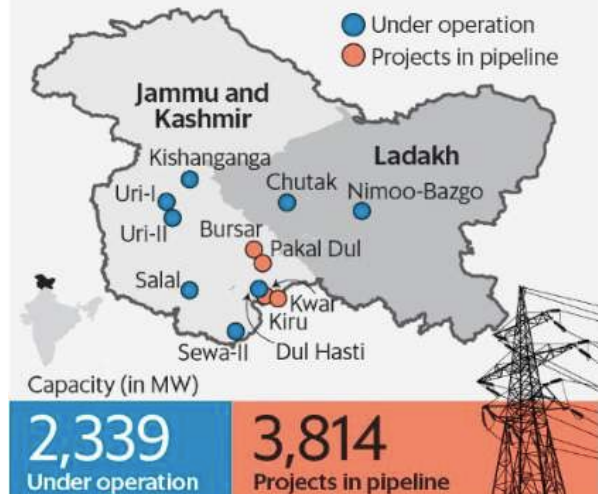 Under operation
Projects in pipeline
Jammu and
Kashmir
Ladakh
Kishanganga
Chutak
Uri-I
Nimoo-Bazgo
Uri-II
Bursar
Pakal Dul
Salal
Kwar
Kiru
Sewa-II
Dul Hasti
Capacity (in MW)
2,339
Under operation
3,814
Projects in pipeline